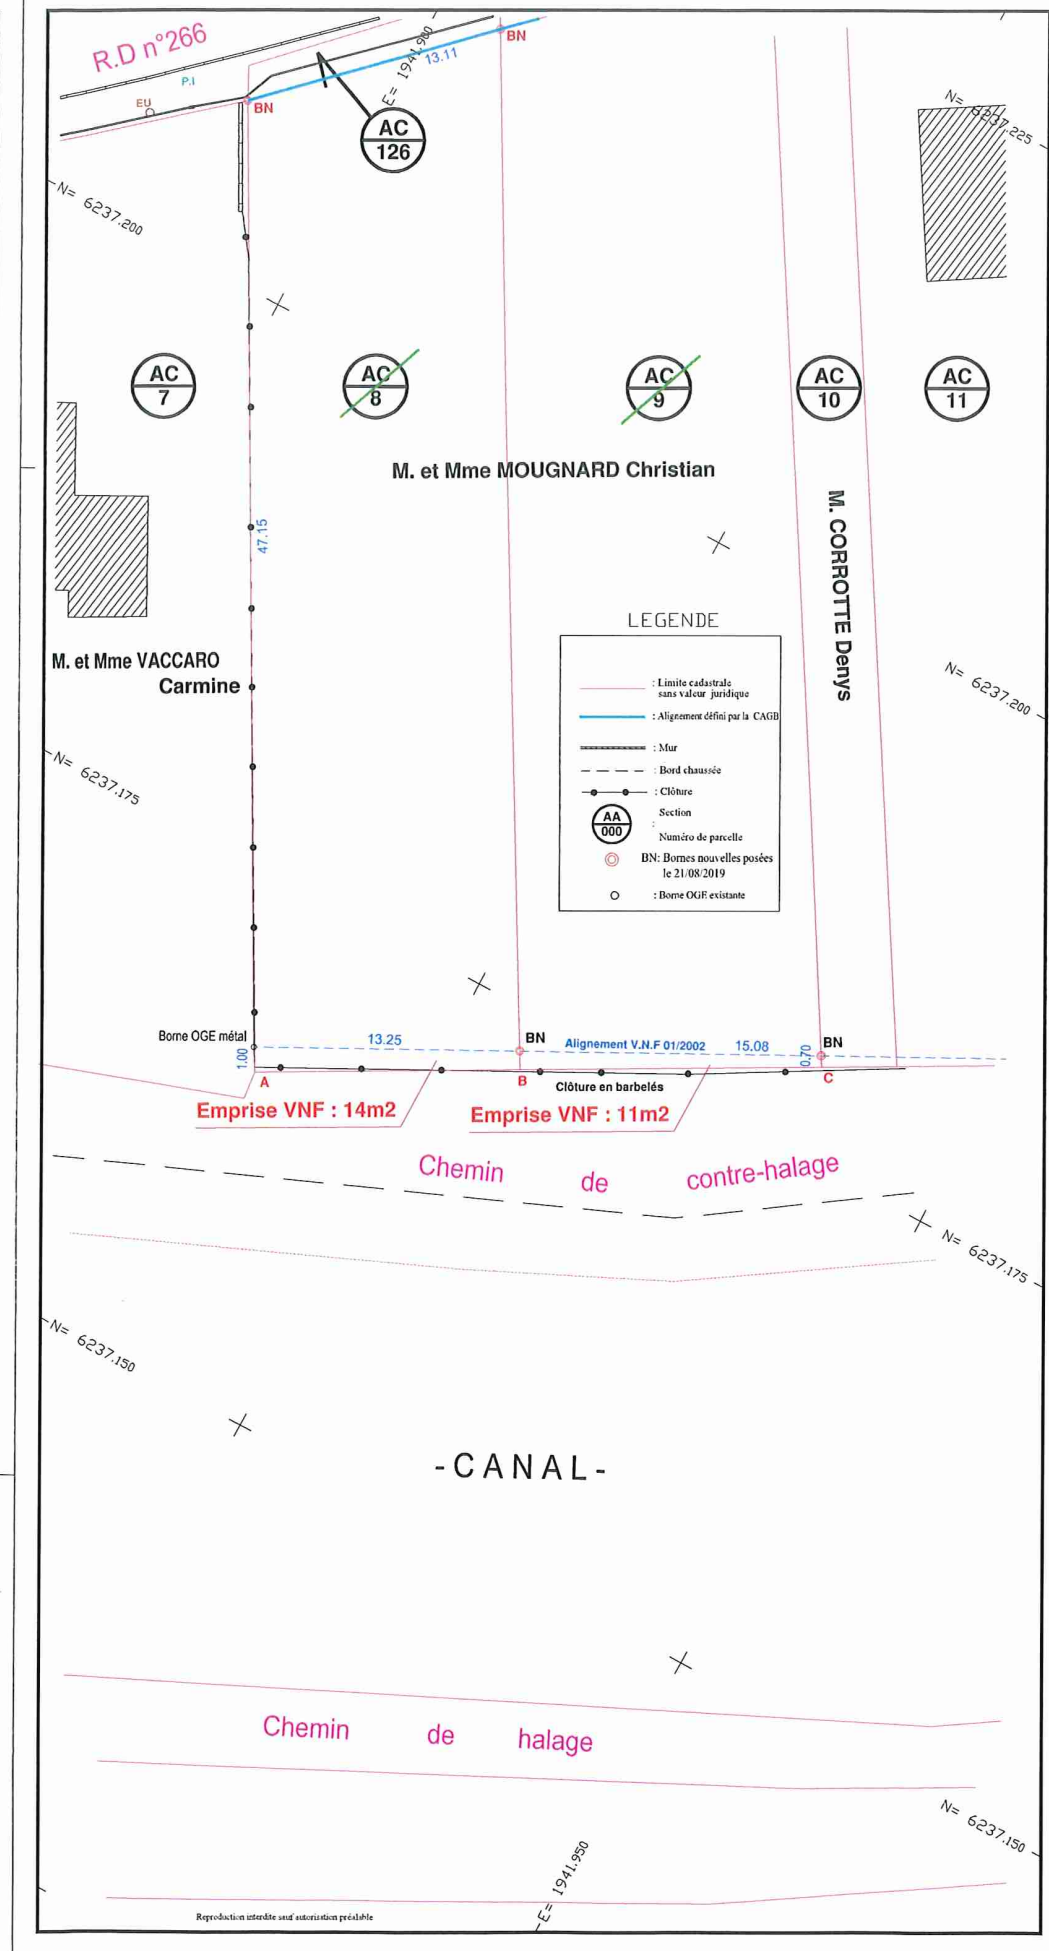 R.D n°266
P.I
EU
BN
13.11
E= 1941.900
BN
AC
126
N= 6237.225
N= 6237.200
AC
7
AC
8
AC
9
AC
10
AC
11
M. et Mme MOUGNARD Christian
M. CORROTTE Denys
47.15
M. et Mme VACCARO
Carmine
LEGENDE
: Limite cadastrale
sans valeur juridique
: Alignement défini par la CAGB
: Mur
: Bord chaussée
: Clôture
AA
000
Section
:
Numéro de parcelle
BN: Bornes nouvelles posées
le 21/08/2019
: Borne OGE existante
N= 6237.200
N= 6237.175
Borne OGE métal
1.00
13.25
BN
Alignement V.N.F 01/2002
15.08
0.70
BN
A
B
C
Clôture en barbelés
Emprise VNF : 14m2
Emprise VNF : 11m2
Chemin de contre-halage
N= 6237.175
N= 6237.150
-CANAL-
Chemin de halage
N= 6237.150
E= 1941.950
Reproduction interdite sauf autorisation préalable